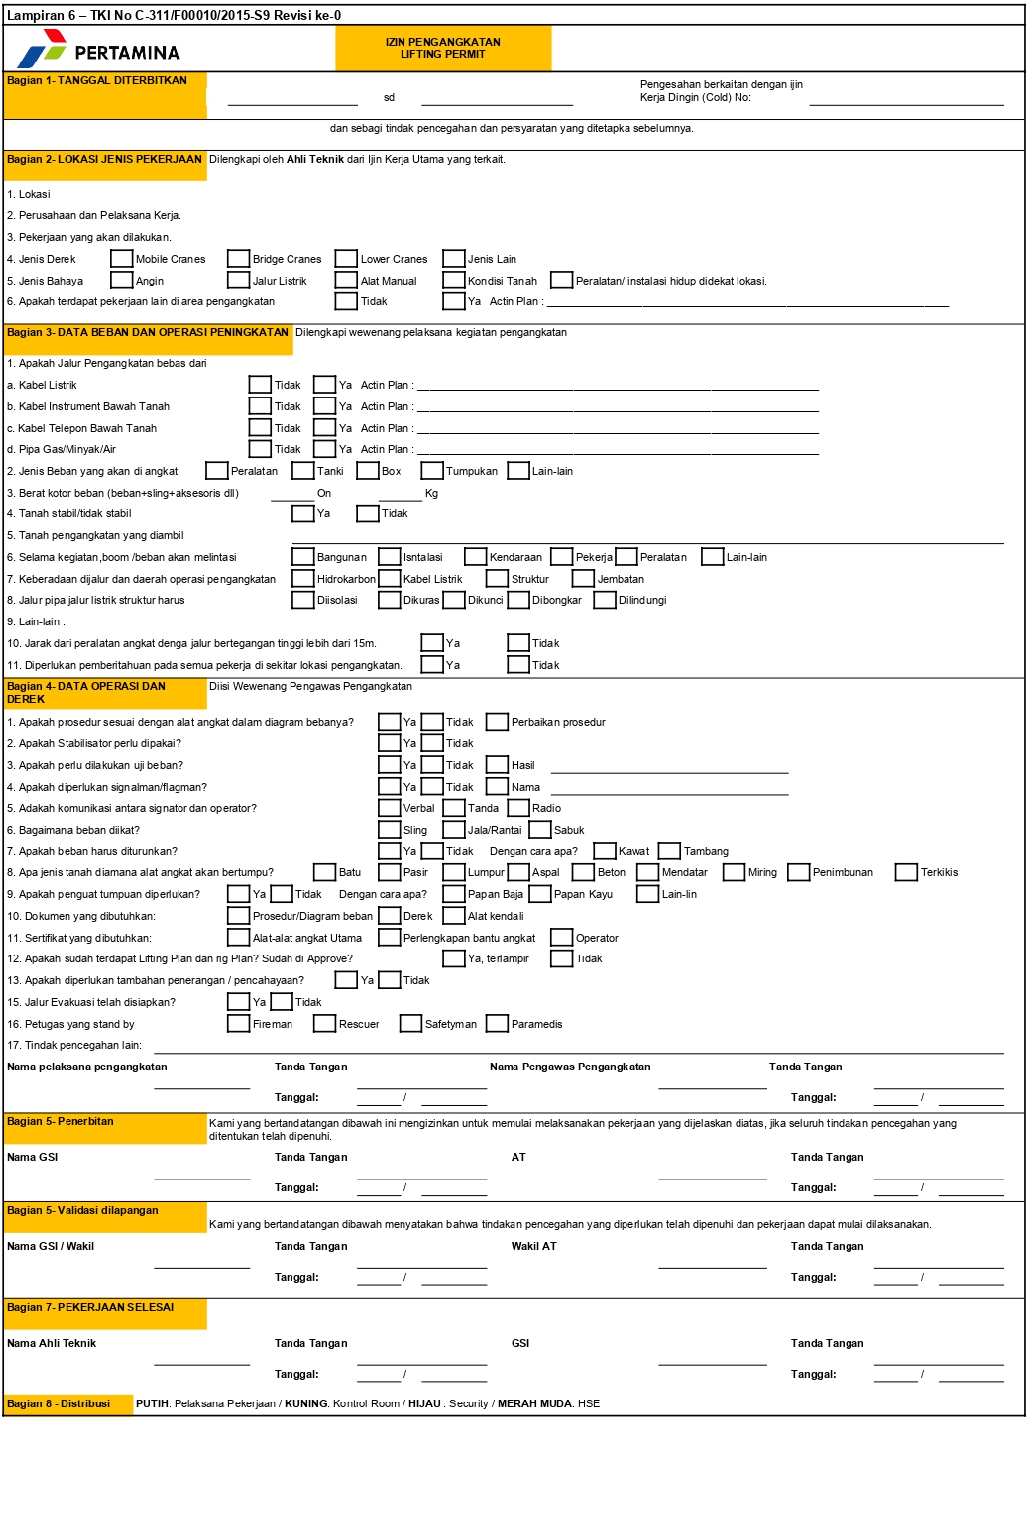 Lampiran 6 – TKI No C-311/F00010/2015-S9 Revisi ke-0
PERTAMINA
IZIN PENGANGKATAN
LIFTING PERMIT
Bagian 1- TANGGAL DITERBITKAN
sd
Pengesahan berkaitan dengan ijin
Kerja Dingin (Cold) No:
dan sebagi tindak pencegahan dan persyaratan yang ditetapka sebelumnya.
Bagian 2- LOKASI JENIS PEKERJAAN Dilengkapi oleh Ahli Teknik dari Ijin Kerja Utama yang terkait.
1. Lokasi
2. Perusahaan dan Pelaksana Kerja.
3. Pekerjaan yang akan dilakukan.
4. Jenis Derek Mobile Cranes Bridge Cranes Lower Cranes Jenis Lain
5. Jenis Bahaya Angin Jalur Listrik Alat Manual Kondisi Tanah Peralatan/ instalasi hidup didekat lokasi.
6. Apakah terdapat pekerjaan lain di area pengangkatan Tidak Ya Actin Plan :
Bagian 3- DATA BEBAN DAN OPERASI PENINGKATAN Dilengkapi wewenang pelaksana kegiatan pengangkatan
1. Apakah Jalur Pengangkatan bebas dari
a. Kabel Listrik Tidak Ya Actin Plan :
b. Kabel Instrument Bawah Tanah Tidak Ya Actin Plan :
c. Kabel Telepon Bawah Tanah Tidak Ya Actin Plan :
d. Pipa Gas/Minyak/Air Tidak Ya Actin Plan :
2. Jenis Beban yang akan di angkat Peralatan Tanki Box Tumpukan Lain-lain
3. Berat kotor beban (beban+sling+aksesoris dll) On Kg
4. Tanah stabil/tidak stabil Ya Tidak
5. Tanah pengangkatan yang diambil
6. Selama kegiatan,boom /beban akan melintasi Bangunan Isntalasi Kendaraan Pekerja Peralatan Lain-lain
7. Keberadaan dijalur dan daerah operasi pengangkatan Hidrokarbon Kabel Listrik Struktur Jembatan
8. Jalur pipa jalur listrik struktur harus Diisolasi Dikuras Dikunci Dibongkar Dilindungi
9. Lain-lain :
10. Jarak dari peralatan angkat denga jalur bertegangan tinggi lebih dari 15m. Ya Tidak
11. Diperlukan pemberitahuan pada semua pekerja di sekitar lokasi pengangkatan. Ya Tidak
Bagian 4- DATA OPERASI DAN DEREK Diisi Wewenang Pengawas Pengangkatan
1. Apakah prosedur sesuai dengan alat angkat dalam diagram bebanya? Ya Tidak Perbaikan prosedur
2. Apakah Stabilisator perlu dipakai? Ya Tidak
3. Apakah perlu dilakukan uji beban? Ya Tidak Hasil
4. Apakah diperlukan signalman/flagman? Ya Tidak Nama
5. Adakah komunikasi antara signator dan operator? Verbal Tanda Radio
6. Bagaimana beban diikat? Sling Jala/Rantai Sabuk
7. Apakah beban harus diturunkan? Ya Tidak Dengan cara apa? Kawat Tambang
8. Apa jenis tanah diamana alat angkat akan bertumpu? Batu Pasir Lumpur Aspal Beton Mendatar Miring Penimbunan Terkikis
9. Apakah penguat tumpuan diperlukan? Ya Tidak Dengan cara apa? Papan Baja Papan Kayu Lain-lin
10. Dokumen yang dibutuhkan: Prosedur/Diagram beban Derek Alat kendali
11. Sertifikat yang dibutuhkan: Alat-alat angkat Utama Perlengkapan bantu angkat Operator
12. Apakah sudah terdapat Lifting Plan dan rig Plan? Sudah di Approve? Ya, terlampir Tidak
13. Apakah diperlukan tambahan penerangan / pencahayaan? Ya Tidak
15. Jalur Evakuasi telah disiapkan? Ya Tidak
16. Petugas yang stand by Fireman Rescuer Safetyman Paramedis
17. Tindak pencegahan lain:
Nama pelaksana pengangkatan Tanda Tangan Nama Pengawas Pengangkatan Tanda Tangan
Tanggal: / Tanggal: /
Bagian 5- Penerbitan Kami yang bertandatangan dibawah ini mengizinkan untuk memulai melaksanakan pekerjaan yang dijelaskan diatas, jika seluruh tindakan pencegahan yang
ditentukan telah dipenuhi.
Nama GSI Tanda Tangan AT Tanda Tangan
Tanggal: / Tanggal: /
Bagian 5- Validasi dilapangan
Kami yang bertandatangan dibawah menyatakan bahwa tindakan pencegahan yang diperlukan telah dipenuhi dan pekerjaan dapat mulai dilaksanakan.
Nama GSI / Wakil Tanda Tangan Wakil AT Tanda Tangan
Tanggal: / Tanggal: /
Bagian 7- PEKERJAAN SELESAI
Nama Ahli Teknik Tanda Tangan GSI Tanda Tangan
Tanggal: / Tanggal: /
Bagian 8 - Distribusi PUTIH. Pelaksana Pekerjaan / KUNING. Kontrol Room / HIJAU . Security / MERAH MUDA. HSE